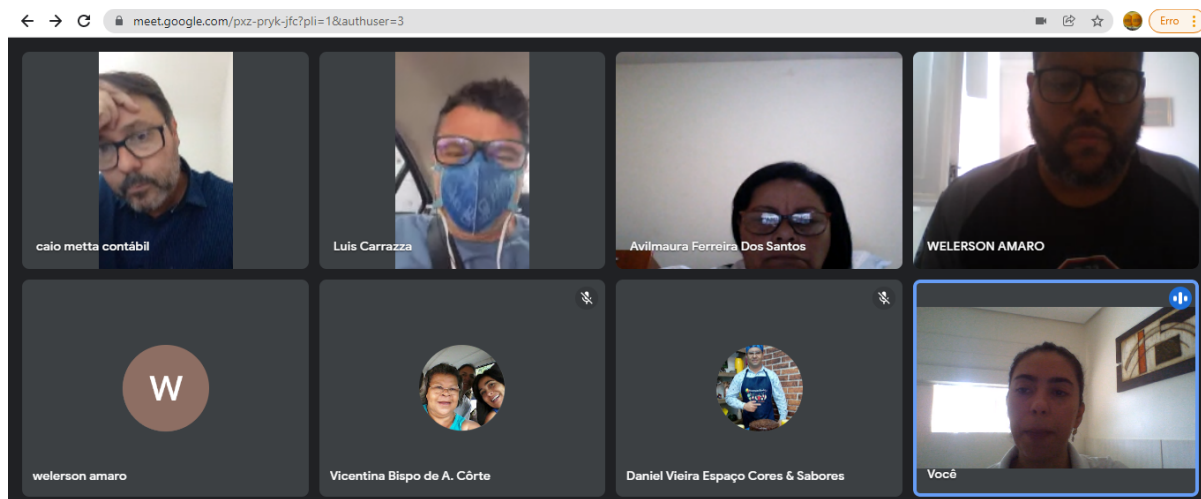 meet.google.com/pxz-pryk-jfc?pli=1&authuser=3
Erro
caio metta contábil
Luis Carrazza
Avilmaura Ferreira Dos Santos
WELERSON AMARO
W
welerson amaro
Vicentina Bispo de A. Côrte
Daniel Vieira Espaço Cores & Sabores
Você